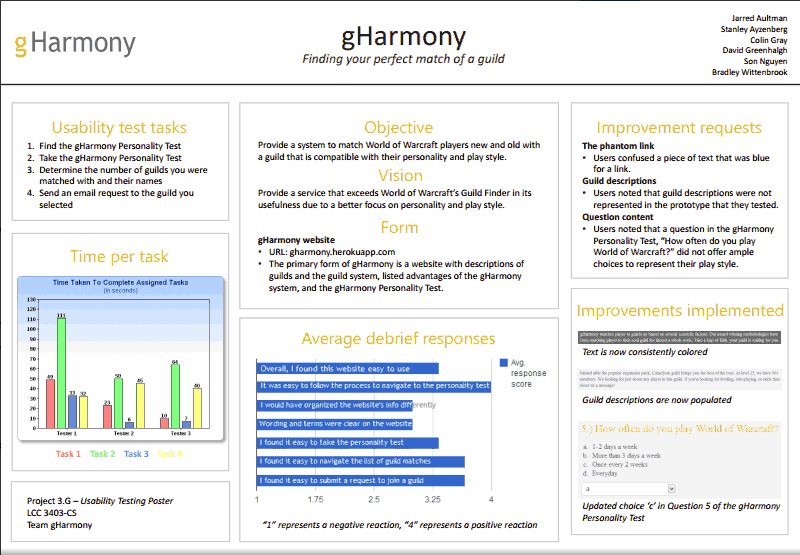 gHarmony
gHarmony
Finding your perfect match of a guild
Jarred Aultman
Stanley Ayzenberg
Colin Gray
David Greenhalgh
Son Nguyen
Bradley Wittenbrook
Usability test tasks
1. Find the gHarmony Personality Test
2. Take the gHarmony Personality Test
3. Determine the number of guilds you were
matched with and their names
4. Send an email request to the guild you
selected
Time per task
Time Taken To Complete Assigned Tasks
(in seconds)
130
120
110
100
90
80
70
60
50
40
30
20
10
0
49
111
33
32
23
50
6
45
10
64
7
40
Tester 1
Tester 2
Tester 3
Task 1 Task 2 Task 3 Task 4
Project 3.G – Usability Testing Poster
LCC 3403-CS
Team gHarmony
Objective
Provide a system to match World of Warcraft players new and old with
a guild that is compatible with their personality and play style.
Vision
Provide a service that exceeds World of Warcraft's Guild Finder in its
usefulness due to a better focus on personality and play style.
Form
gHarmony website
• URL: gharmony.herokuapp.com
• The primary form of gHarmony is a website with descriptions of
guilds and the guild system, listed advantages of the gHarmony
system, and the gHarmony Personality Test.
Average debrief responses
Overall, I found this website easy to use
It was easy to follow the process to navigate to the personality test
I would have organized the website's info differently
Wording and terms were clear on the website
I found it easy to take the personality test
I found it easy to navigate the list of guild matches
I found it easy to submit a request to join a guild
1 1.75 2.5 3.25 4
Avg.
response
score
"1" represents a negative reaction, "4" represents a positive reaction
Improvement requests
The phantom link
• Users confused a piece of text that was blue
for a link.
Guild descriptions
• Users noted that guild descriptions were not
represented in the prototype that they tested.
Question content
• Users noted that a question in the gHarmony
Personality Test, "How often do you play
World of Warcraft?" did not offer ample
choices to represent their play style.
Improvements implemented
Text is now consistently colored
Guild descriptions are now populated
5.) How often do you play World of Warcraft?
a. 1-2 days a week
b. More than 3 days a week
c. Once every 2 weeks
d. Everyday
a
Updated choice 'c' in Question 5 of the gHarmony
Personality Test